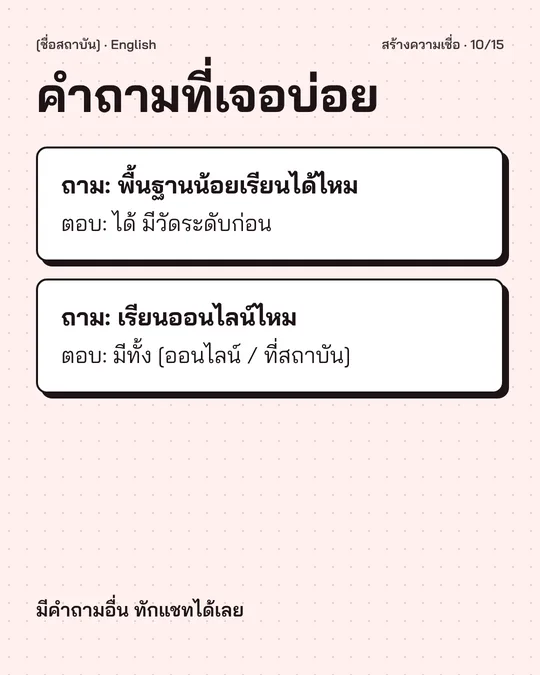 [ชื่อสถาบัน] · English
สร้างความเชื่อ · 10/15
คำถามที่เจอบ่อย
ถาม: พื้นฐานน้อยเรียนได้ไหม
ตอบ: ได้ มีวัดระดับก่อน
ถาม: เรียนออนไลน์ไหม
ตอบ: มีทั้ง [ออนไลน์ / ที่สถาบัน]
มีคำถามอื่น ทักแชทได้เลย